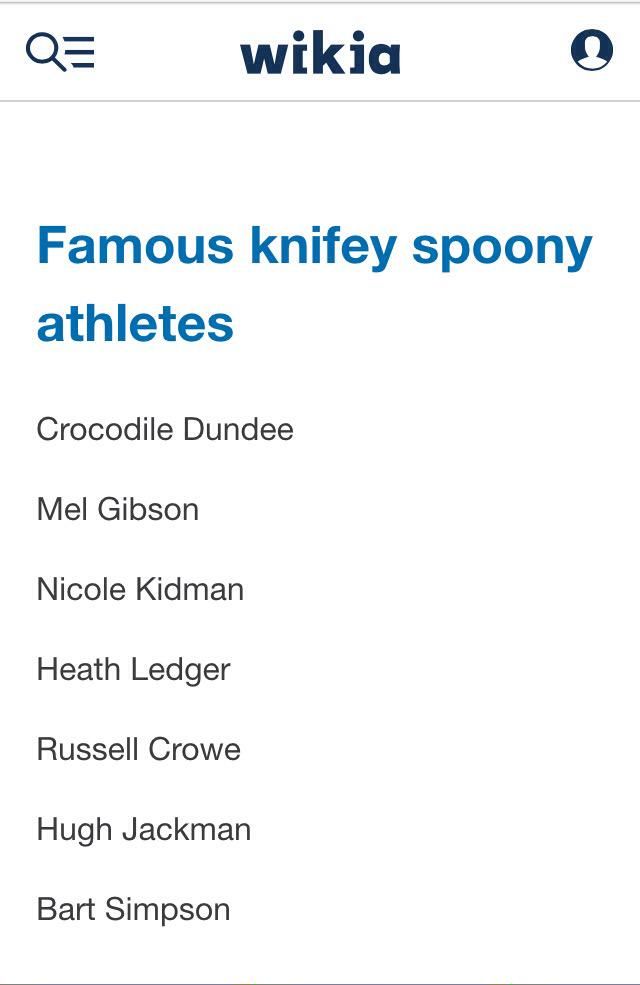 wikia
Famous knifey spoony
athletes
Crocodile Dundee
Mel Gibson
Nicole Kidman
Heath Ledger
Russell Crowe
Hugh Jackman
Bart Simpson